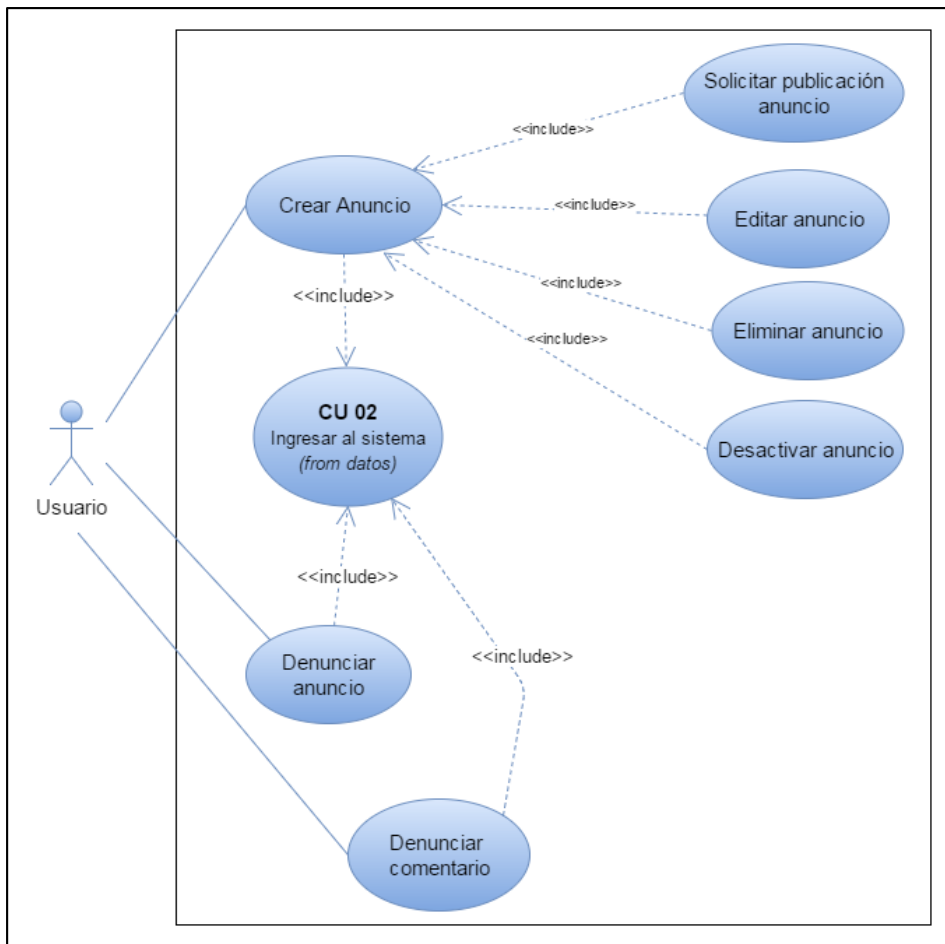 Solicitar publicación
anuncio
<<include>>
Crear Anuncio
<<include>>
Editar anuncio
<<include>>
<<include>>
Eliminar anuncio
<<include>>
CU 02
Ingresar al sistema
(from datos)
Desactivar anuncio
Usuario
<<include>>
<<include>>
Denunciar
anuncio
Denunciar
comentario